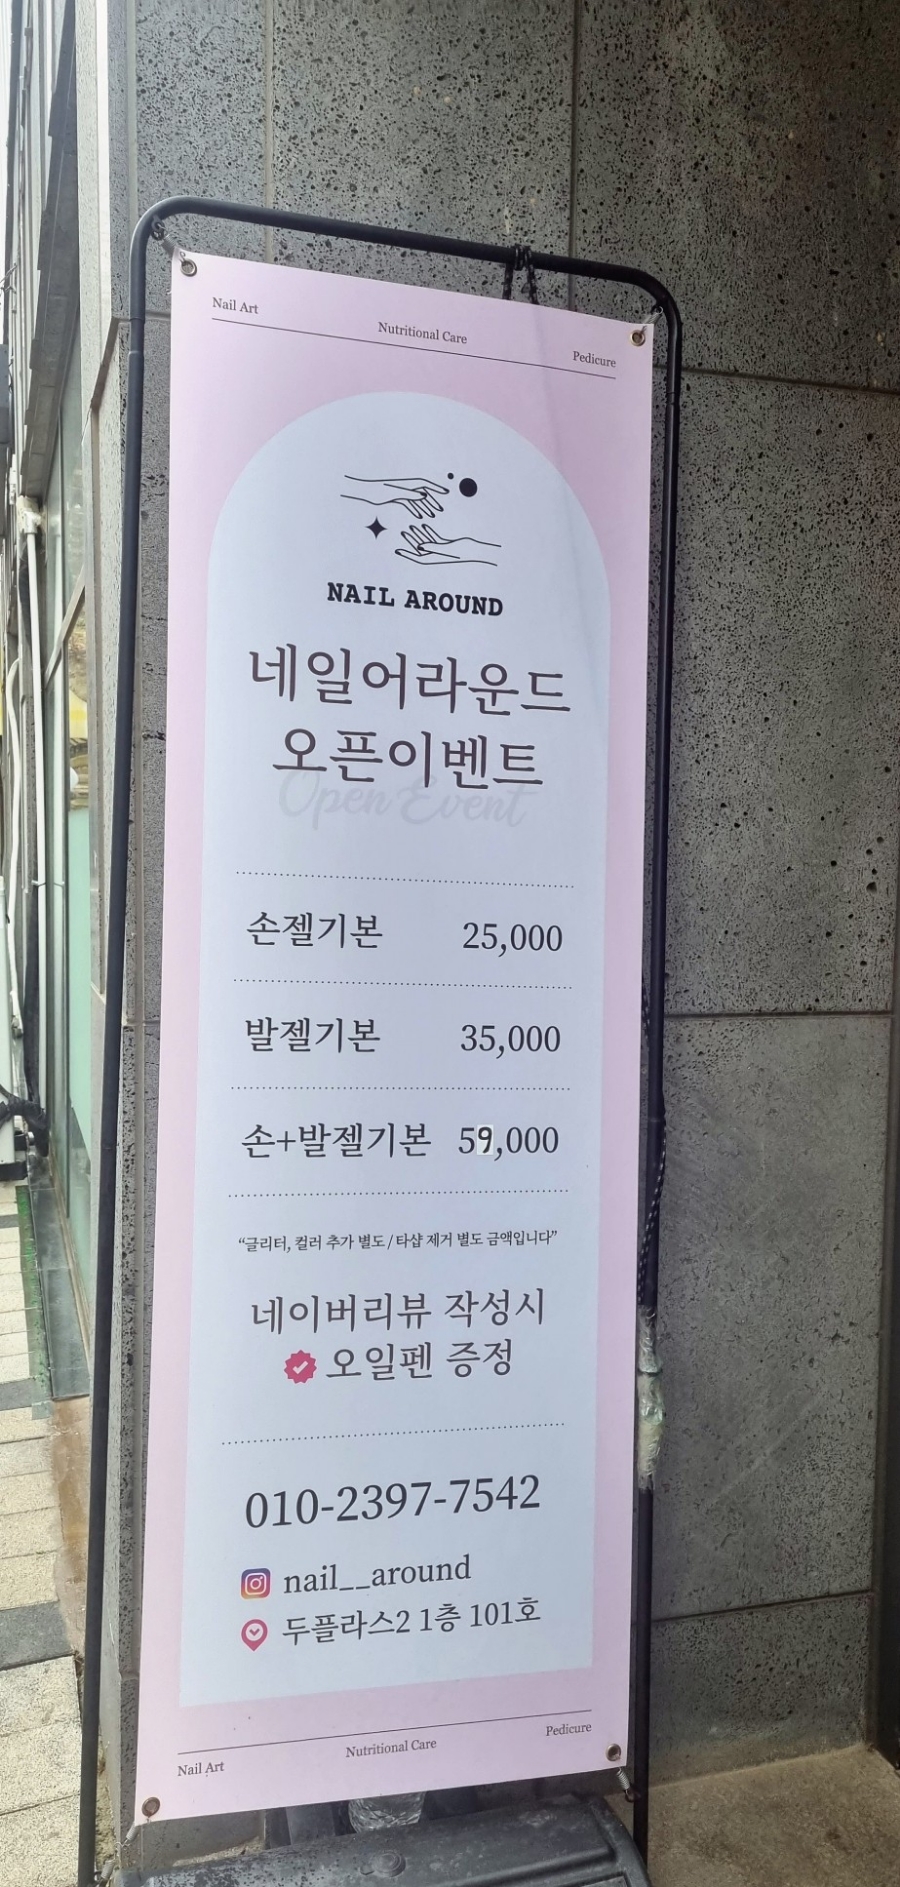 Nail Art
Nutritional Care
Pedicure
NAIL AROUND
네일어라운드
오픈이벤트
Open Event
손젤기본 25,000
발젤기본 35,000
손+발젤기본 59,000
“글리터, 컬러 추가 별도 / 타샵 제거 별도 금액입니다”
네이버리뷰 작성시
오일펜 증정
010-2397-7542
nail__around
두플라스2 1층 101호
Nail Art
Nutritional Care
Pedicure